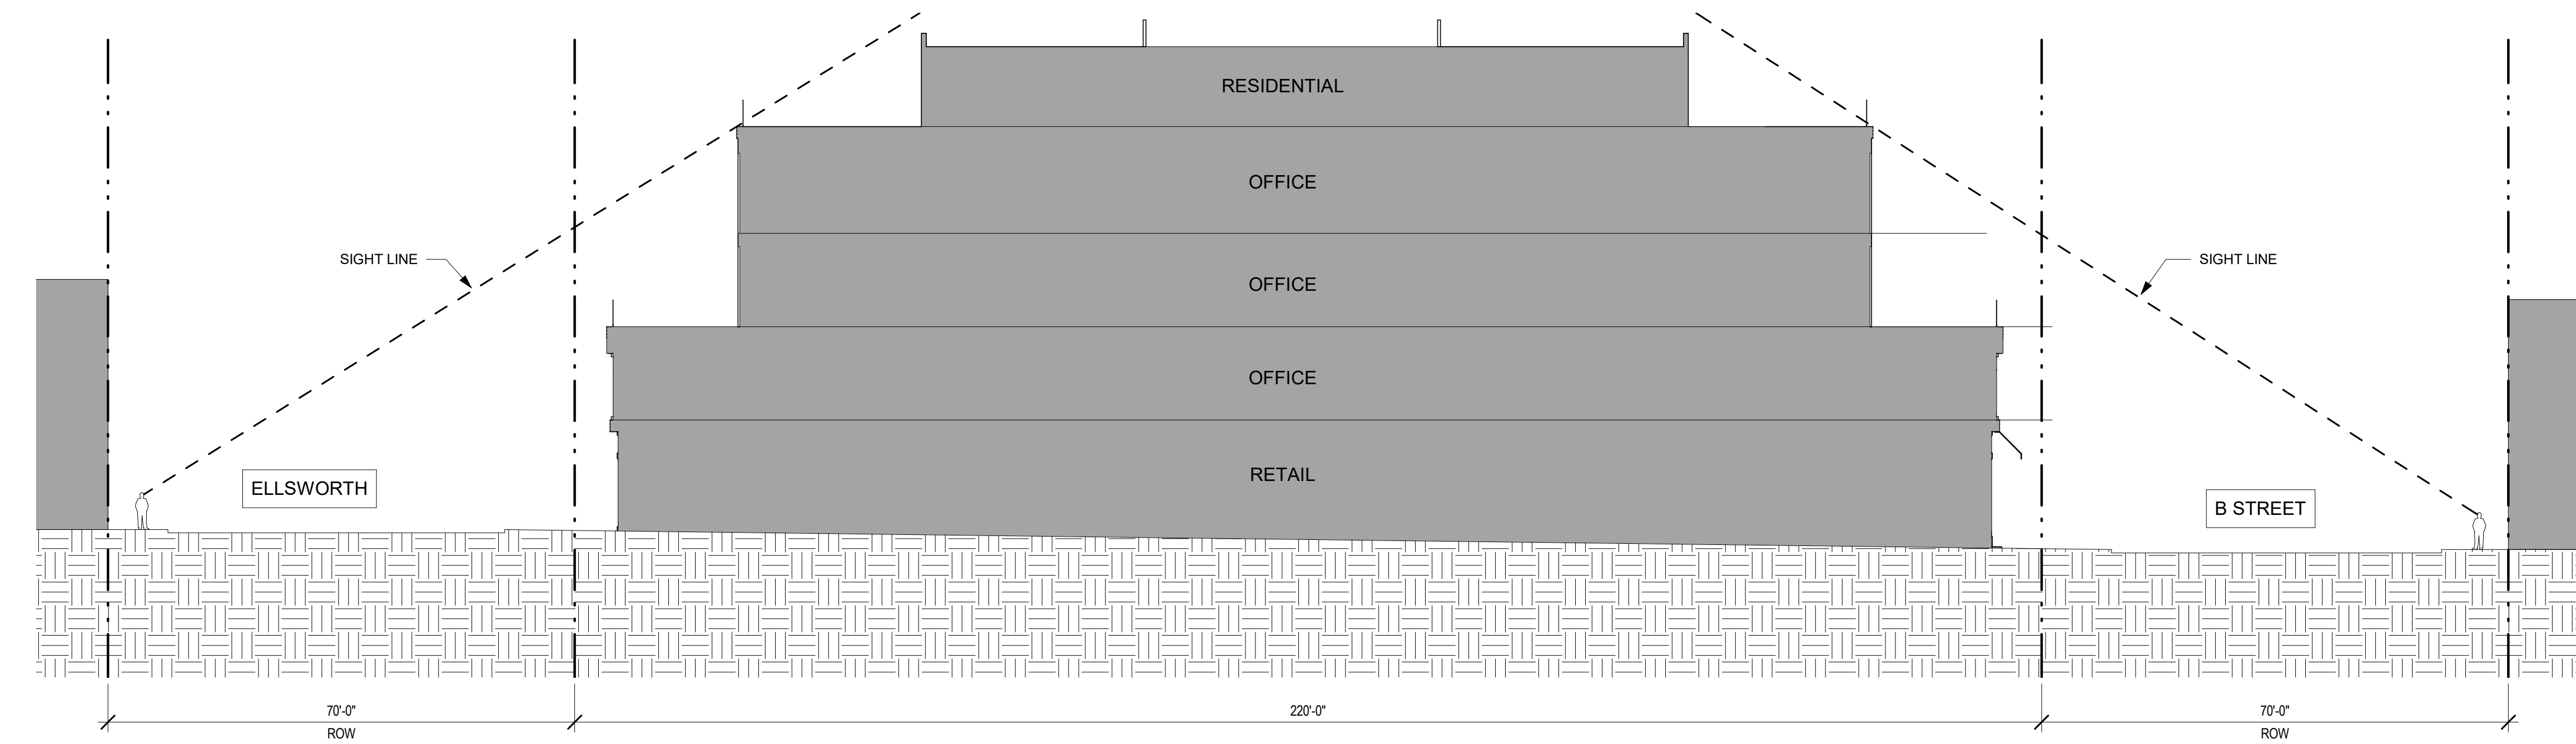 RESIDENTIAL
OFFICE
SIGHT LINE
SIGHT LINE
OFFICE
OFFICE
RETAIL
ELLSWORTH
B STREET
70'-0"
ROW
220'-0"
70'-0"
ROW